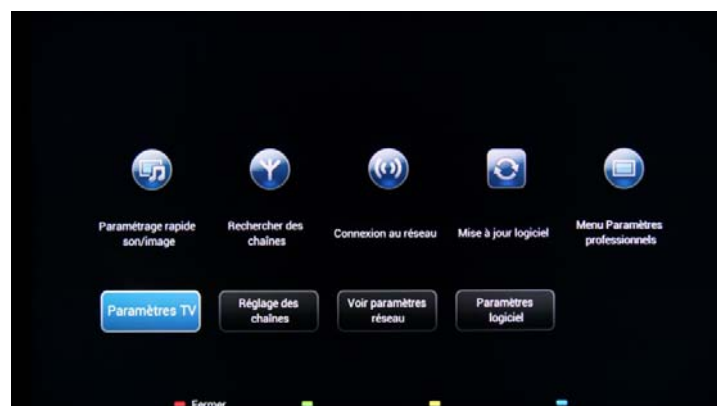 Paramétrage rapide
son/image
Rechercher des
chaînes
Connexion au réseau
Mise à jour logiciel
Menu Paramètres
professionnels
Paramètres TV
Réglage des
chaînes
Voir paramètres
réseau
Paramètres
logiciel
Fermer